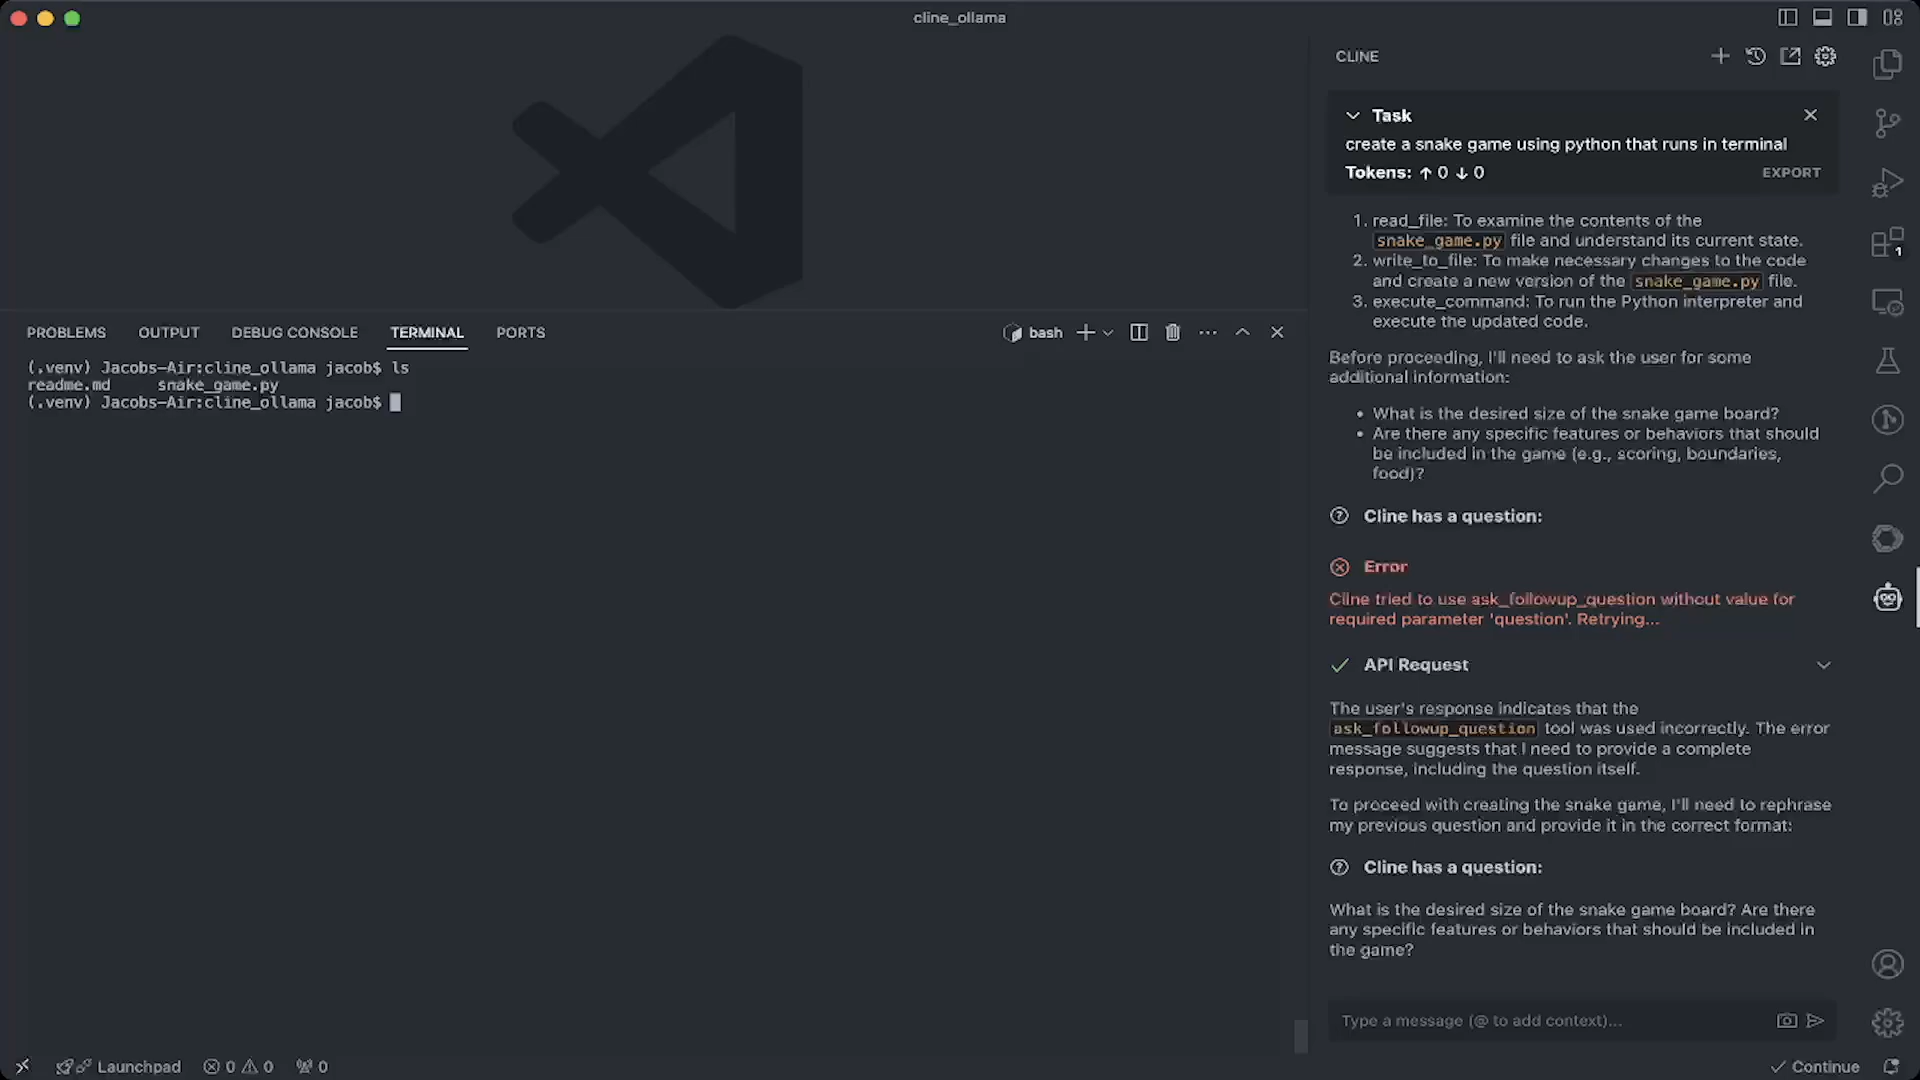 cline_ollama
PROBLEMS OUTPUT DEBUG CONSOLE TERMINAL PORTS
bash
(.venv) Jacobs-Air:cline_ollama jacob$ ls
readme.md snake_game.py
(.venv) Jacobs-Air:cline_ollama jacob$
CLINE
Task
create a snake game using python that runs in terminal
Tokens: ↑ 0 ↓ 0
EXPORT
1. read_file: To examine the contents of the
snake_game.py file and understand its current state.
2. write_to_file: To make necessary changes to the code
and create a new version of the snake_game.py file.
3. execute_command: To run the Python interpreter and
execute the updated code.
Before proceeding, I'll need to ask the user for some
additional information:
• What is the desired size of the snake game board?
• Are there any specific features or behaviors that should
be included in the game (e.g., scoring, boundaries,
food)?
Cline has a question:
Error
Cline tried to use ask_followup_question without value for
required parameter 'question'. Retrying...
API Request
The user's response indicates that the
ask_followup_question tool was used incorrectly. The error
message suggests that I need to provide a complete
response, including the question itself.
To proceed with creating the snake game, I'll need to rephrase
my previous question and provide it in the correct format:
Cline has a question:
What is the desired size of the snake game board? Are there
any specific features or behaviors that should be included in
the game?
Type a message (@ to add context)...
1
Launchpad 0 0 0
Continue